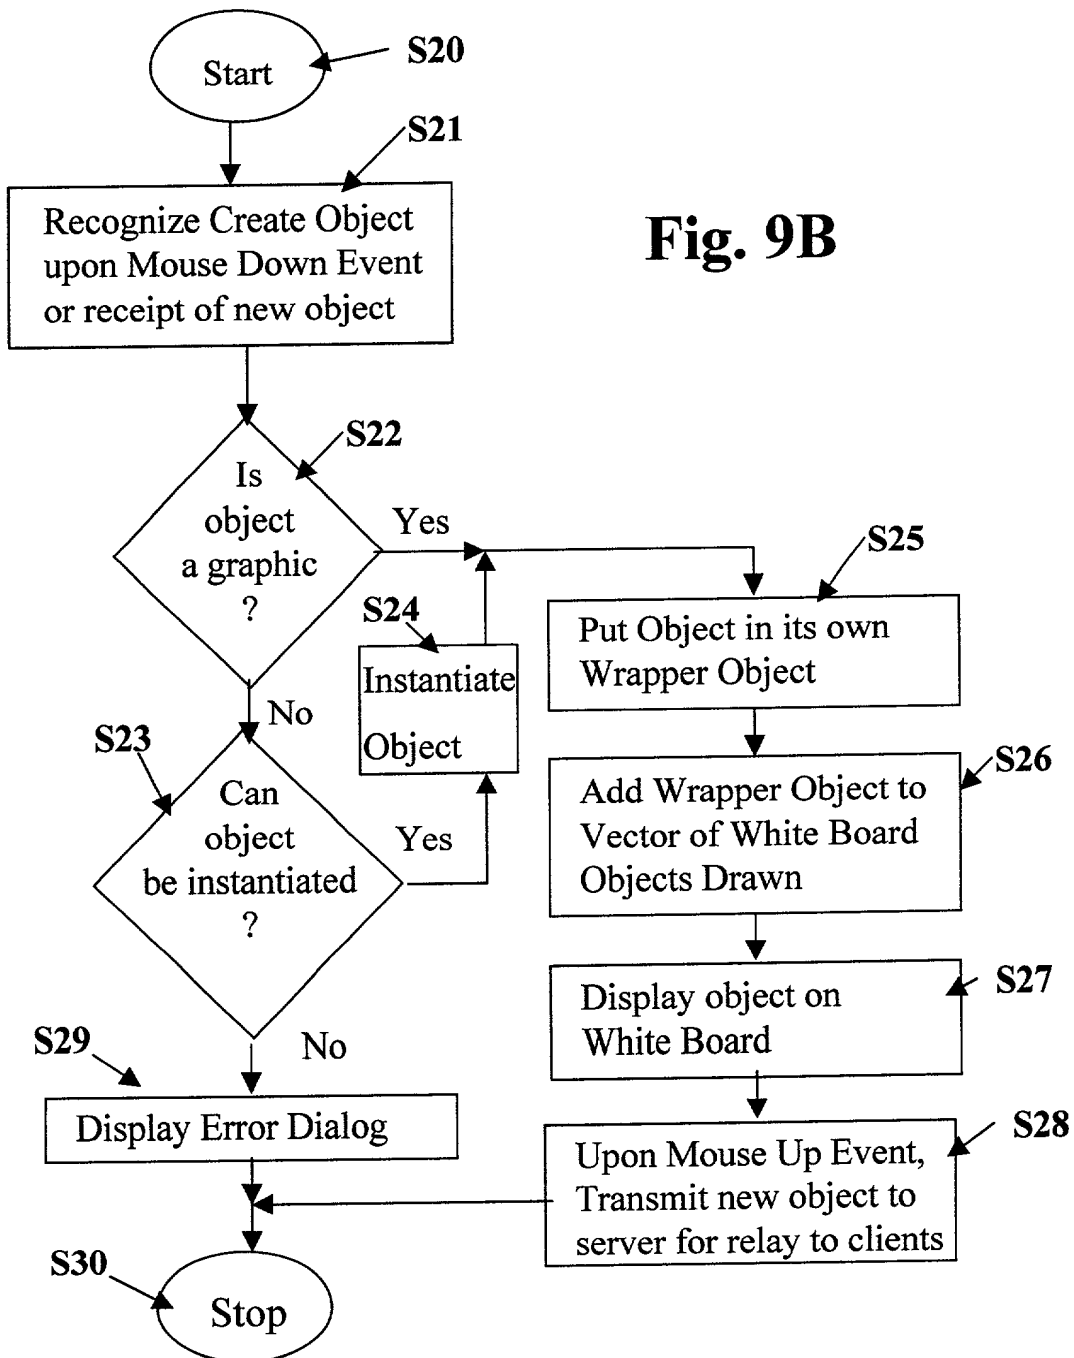 Start
S20
S21
Recognize Create Object
upon Mouse Down Event
or receipt of new object
Fig. 9B
S22
Is
object
a graphic
?
Yes
No
S23
Can
object
be instantiated
?
Yes
No
S24
Instantiate
Object
S25
Put Object in its own
Wrapper Object
S26
Add Wrapper Object to
Vector of White Board
Objects Drawn
S27
Display object on
White Board
S28
Upon Mouse Up Event,
Transmit new object to
server for relay to clients
S29
Display Error Dialog
S30
Stop